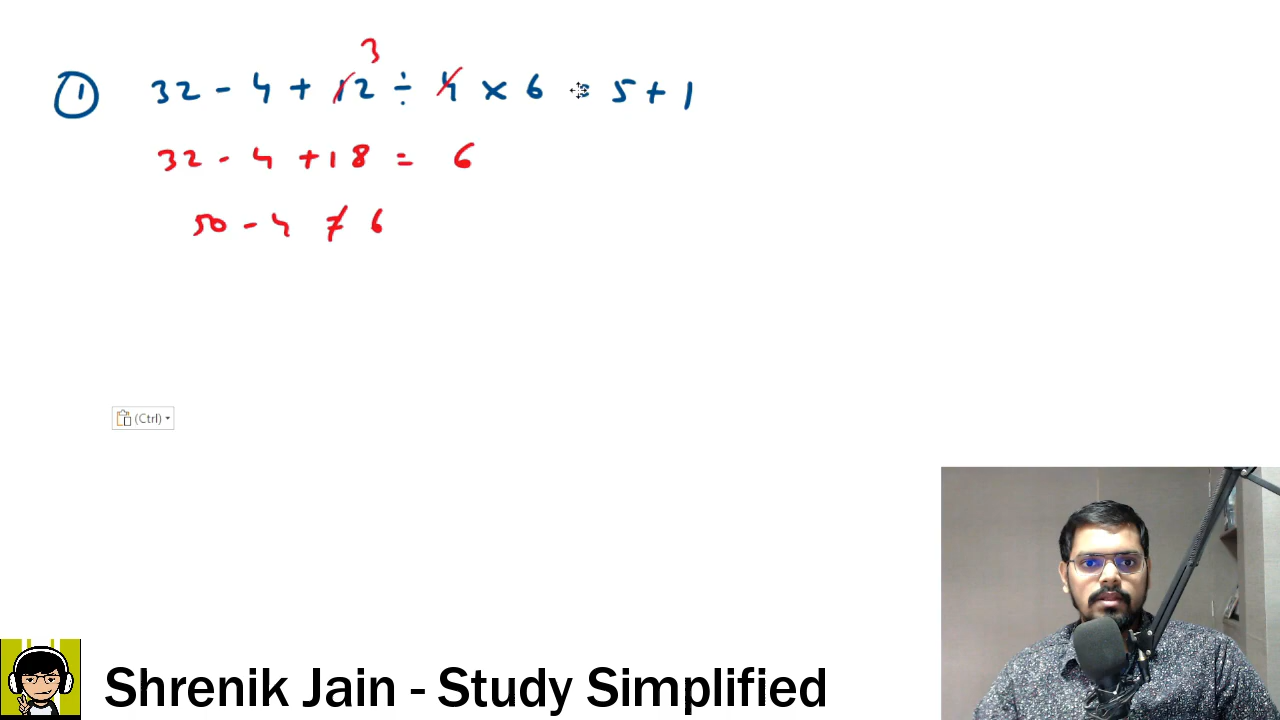 3
① 32 - 4 + 12 ÷ 4 × 6 = 5 + 1
32 - 4 + 18 = 6
50 - 4 ≠ 6
(Ctrl)
Shrenik Jain - Study Simplified